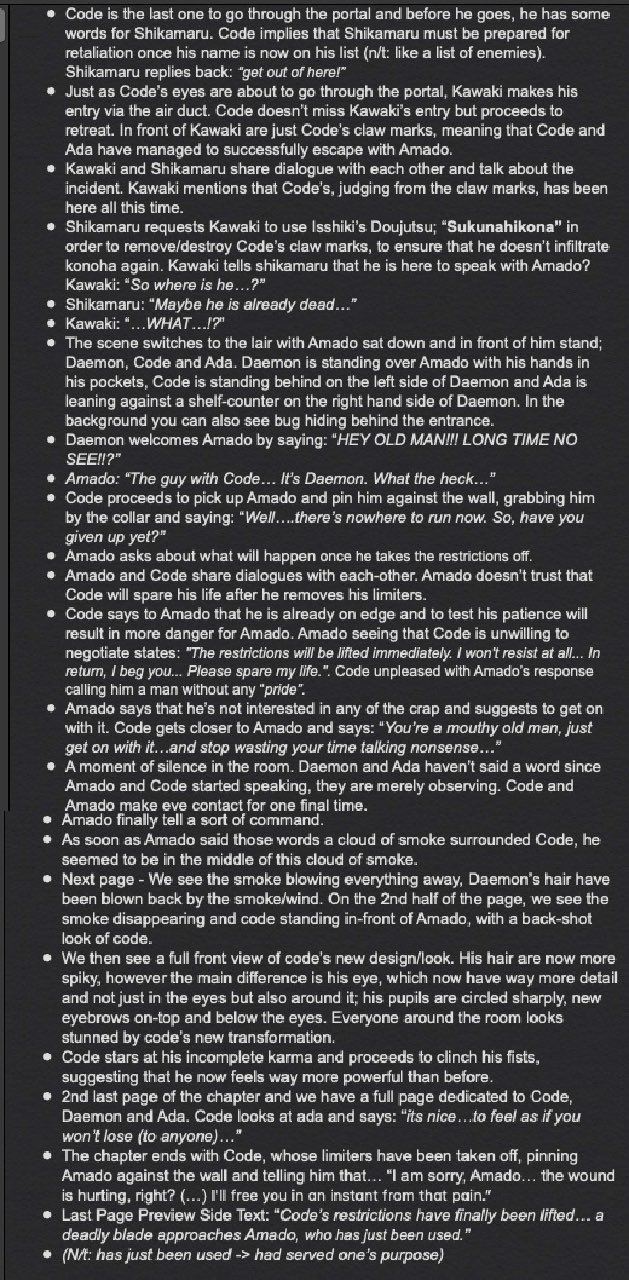 • Code is the last one to go through the portal and before he goes, he has some
words for Shikamaru. Code implies that Shikamaru must be prepared for
retaliation once his name is now on his list (n/t: like a list of enemies).
Shikamaru replies back: "get out of here!"
• Just as Code's eyes are about to go through the portal, Kawaki makes his
entry via the air duct. Code doesn't miss Kawaki's entry but proceeds to
retreat. In front of Kawaki are just Code's claw marks, meaning that Code and
Ada have managed to successfully escape with Amado.
• Kawaki and Shikamaru share dialogue with each other and talk about the
incident. Kawaki mentions that Code's, judging from the claw marks, has been
here all this time.
• Shikamaru requests Kawaki to use Isshiki's Doujutsu; "Sukunahikona" in
order to remove/destroy Code's claw marks, to ensure that he doesn't infiltrate
konoha again. Kawaki tells shikamaru that he is here to speak with Amado?
Kawaki: "So where is he…?"
• Shikamaru: "Maybe he is already dead…"
• Kawaki: "…WHAT…!?"
• The scene switches to the lair with Amado sat down and in front of him stand;
Daemon, Code and Ada. Daemon is standing over Amado with his hands in
his pockets, Code is standing behind on the left side of Daemon and Ada is
leaning against a shelf-counter on the right hand side of Daemon. In the
background you can also see bug hiding behind the entrance.
• Daemon welcomes Amado by saying: "HEY OLD MAN!!! LONG TIME NO
SEE!!?"
• Amado: "The guy with Code… It's Daemon. What the heck…"
• Code proceeds to pick up Amado and pin him against the wall, grabbing him
by the collar and saying: "Well….there's nowhere to run now. So, have you
given up yet?"
• Amado asks about what will happen once he takes the restrictions off.
• Amado and Code share dialogues with each-other. Amado doesn't trust that
Code will spare his life after he removes his limiters.
• Code says to Amado that he is already on edge and to test his patience will
result in more danger for Amado. Amado seeing that Code is unwilling to
negotiate states: "The restrictions will be lifted immediately. I won't resist at all... In
return, I beg you... Please spare my life.". Code unpleased with Amado's response
calling him a man without any "pride".
• Amado says that he's not interested in any of the crap and suggests to get on
with it. Code gets closer to Amado and says: "You're a mouthy old man, just
get on with it…and stop wasting your time talking nonsense…"
• A moment of silence in the room. Daemon and Ada haven't said a word since
Amado and Code started speaking, they are merely observing. Code and
Amado make eye contact for one final time.
• Amado finally tell a sort of command.
• As soon as Amado said those words a cloud of smoke surrounded Code, he
seemed to be in the middle of this cloud of smoke.
• Next page - We see the smoke blowing everything away, Daemon's hair have
been blown back by the smoke/wind. On the 2nd half of the page, we see the
smoke disappearing and code standing in-front of Amado, with a back-shot
look of code.
• We then see a full front view of code's new design/look. His hair are now more
spiky, however the main difference is his eye, which now have way more detail
and not just in the eyes but also around it; his pupils are circled sharply, new
eyebrows on-top and below the eyes. Everyone around the room looks
stunned by code's new transformation.
• Code stars at his incomplete karma and proceeds to clinch his fists,
suggesting that he now feels way more powerful than before.
• 2nd last page of the chapter and we have a full page dedicated to Code,
Daemon and Ada. Code looks at ada and says: "its nice…to feel as if you
won't lose (to anyone)…"
• The chapter ends with Code, whose limiters have been taken off, pinning
Amado against the wall and telling him that… "I am sorry, Amado… the wound
is hurting, right? (…) I'll free you in an instant from that pain."
• Last Page Preview Side Text: "Code's restrictions have finally been lifted… a
deadly blade approaches Amado, who has just been used."
• (N/t: has just been used -> had served one's purpose)